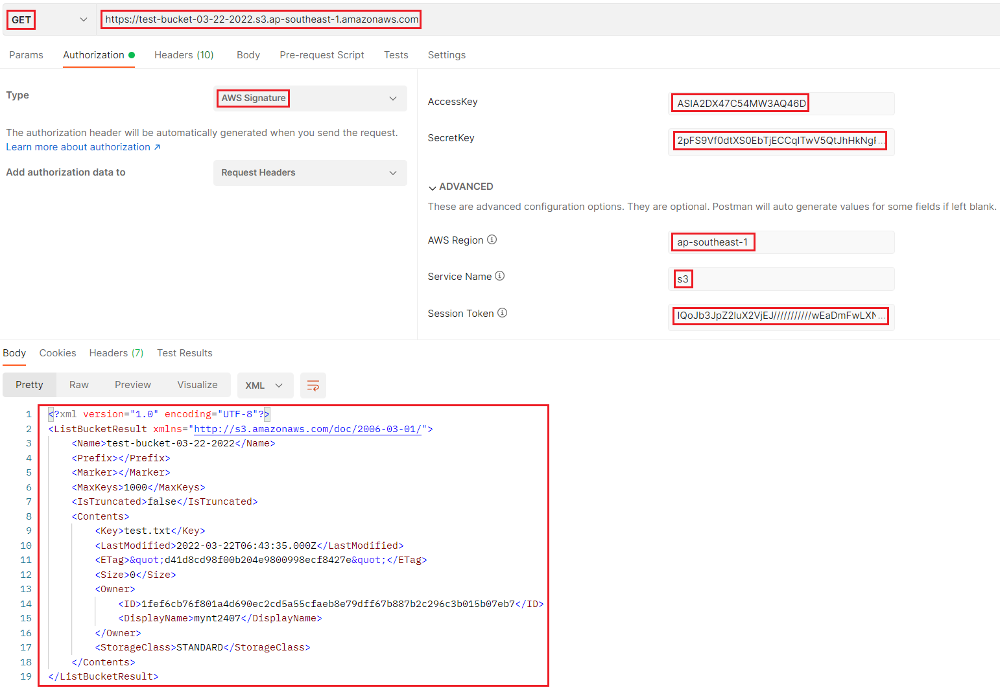 GET https://test-bucket-03-22-2022.s3.ap-southeast-1.amazonaws.com
Params Authorization Headers (10) Body Pre-request Script Tests Settings
Type AWS Signature
The authorization header will be automatically generated when you send the request.
Learn more about authorization ↗
Add authorization data to Request Headers
AccessKey ASIA2DX47C54MW3AQ46D
SecretKey 2pFS9Vf0dtXS0EbTjECCqITwV5QtJhHkNgF...
ADVANCED
These are advanced configuration options. They are optional. Postman will auto generate values for some fields if left blank.
AWS Region ap-southeast-1
Service Name s3
Session Token IQoJb3JpZ2luX2VjEJ///////////wEaDmFwLXN...
Body Cookies Headers (7) Test Results
Pretty Raw Preview Visualize XML
1 <?xml version="1.0" encoding="UTF-8"?>
2 <ListBucketResult xmlns="http://s3.amazonaws.com/doc/2006-03-01/">
3 <Name>test-bucket-03-22-2022</Name>
4 <Prefix></Prefix>
5 <Marker></Marker>
6 <MaxKeys>1000</MaxKeys>
7 <IsTruncated>false</IsTruncated>
8 <Contents>
9 <Key>test.txt</Key>
10 <LastModified>2022-03-22T06:43:35.000Z</LastModified>
11 <ETag>&quot;d41d8cd98f00b204e9800998ecf8427e&quot;</ETag>
12 <Size>0</Size>
13 <Owner>
14 <ID>1fef6cb76f801a4d690ec2cd5a55cfaeb8e79dff67b887b2c296c3b015b07eb7</ID>
15 <DisplayName>mynt2407</DisplayName>
16 </Owner>
17 <StorageClass>STANDARD</StorageClass>
18 </Contents>
19 </ListBucketResult>